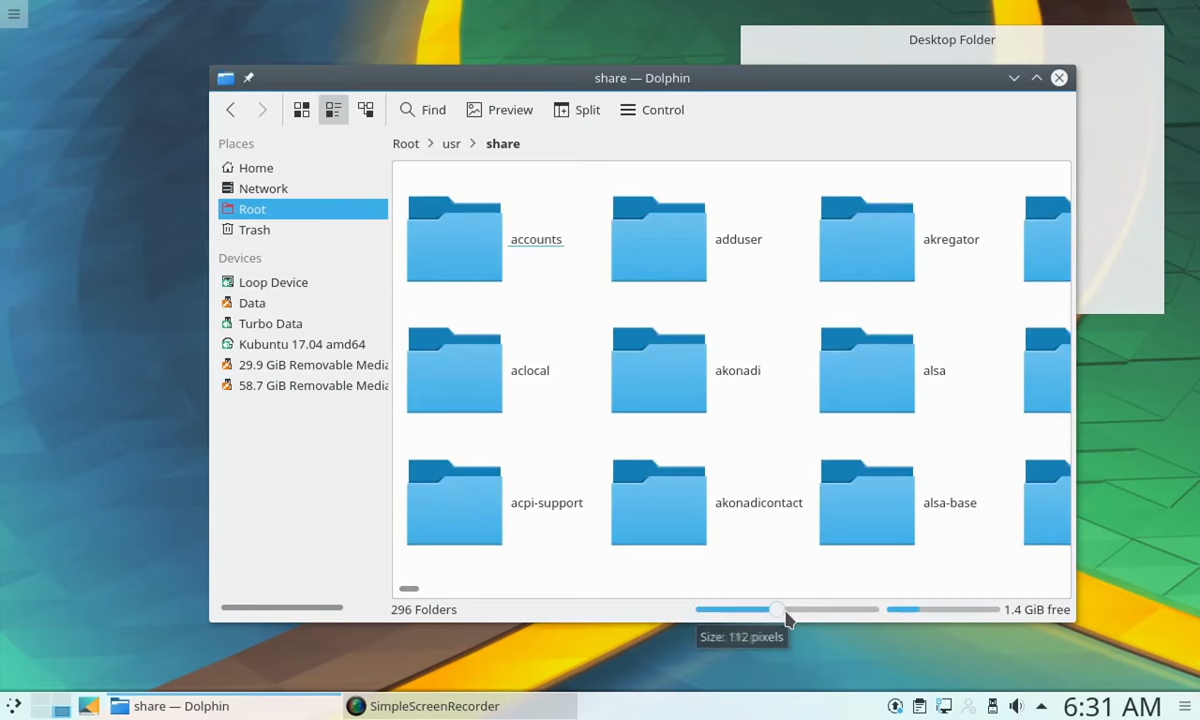 Desktop Folder
share — Dolphin
Find
Preview
Split
Control
Places
Home
Network
Root
Trash
Devices
Loop Device
Data
Turbo Data
Kubuntu 17.04 amd64
29.9 GiB Removable Media
58.7 GiB Removable Media
Root > usr > share
accounts
adduser
akregator
aclocal
akonadi
alsa
acpi-support
akonadicontact
alsa-base
296 Folders
1.4 GiB free
Size: 112 pixels
share — Dolphin
SimpleScreenRecorder
6:31 AM